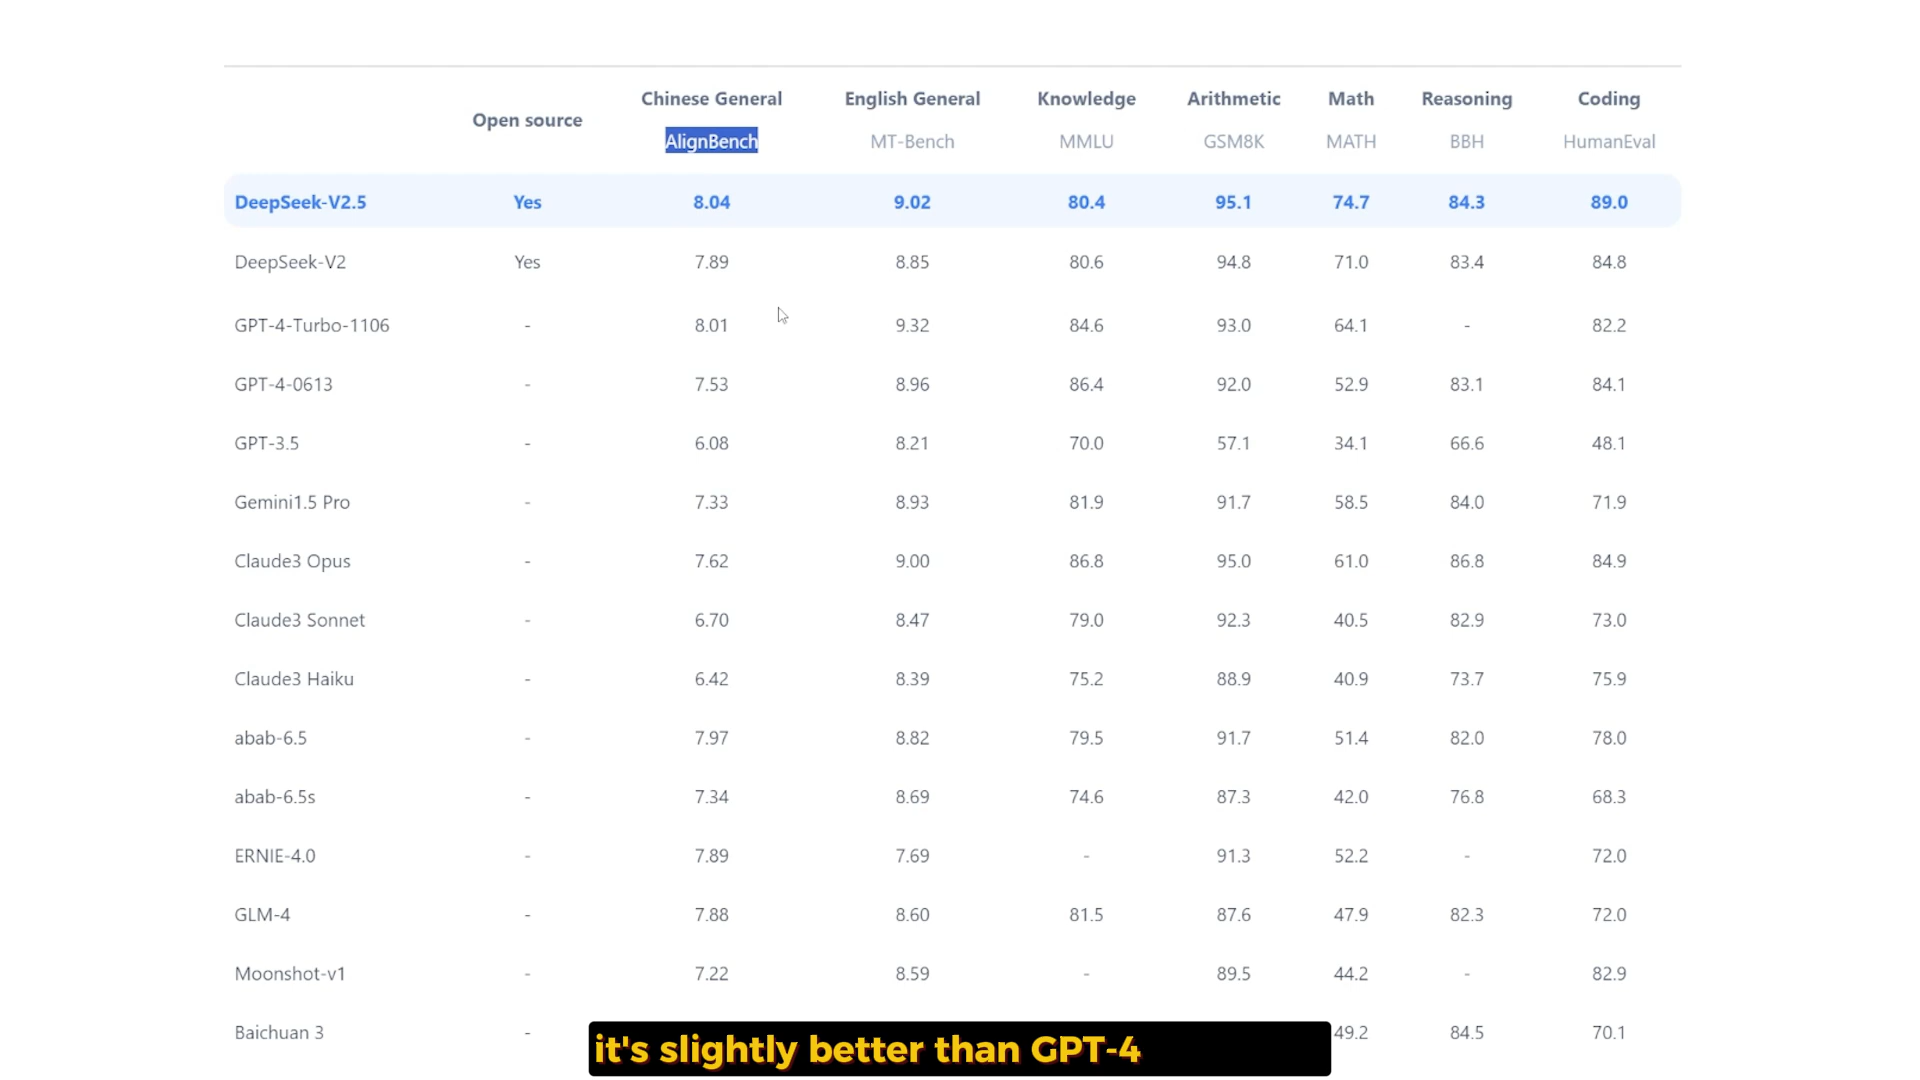 Open source Chinese General English General Knowledge Arithmetic Math Reasoning Coding
AlignBench MT-Bench MMLU GSM8K MATH BBH HumanEval
DeepSeek-V2.5 Yes 8.04 9.02 80.4 95.1 74.7 84.3 89.0
DeepSeek-V2 Yes 7.89 8.85 80.6 94.8 71.0 83.4 84.8
GPT-4-Turbo-1106 - 8.01 9.32 84.6 93.0 64.1 - 82.2
GPT-4-0613 - 7.53 8.96 86.4 92.0 52.9 83.1 84.1
GPT-3.5 - 6.08 8.21 70.0 57.1 34.1 66.6 48.1
Gemini1.5 Pro - 7.33 8.93 81.9 91.7 58.5 84.0 71.9
Claude3 Opus - 7.62 9.00 86.8 95.0 61.0 86.8 84.9
Claude3 Sonnet - 6.70 8.47 79.0 92.3 40.5 82.9 73.0
Claude3 Haiku - 6.42 8.39 75.2 88.9 40.9 73.7 75.9
abab-6.5 - 7.97 8.82 79.5 91.7 51.4 82.0 78.0
abab-6.5s - 7.34 8.69 74.6 87.3 42.0 76.8 68.3
ERNIE-4.0 - 7.89 7.69 - 91.3 52.2 - 72.0
GLM-4 - 7.88 8.60 81.5 87.6 47.9 82.3 72.0
Moonshot-v1 - 7.22 8.59 - 89.5 44.2 - 82.9
Baichuan 3 - 49.2 84.5 70.1
it's slightly better than GPT-4